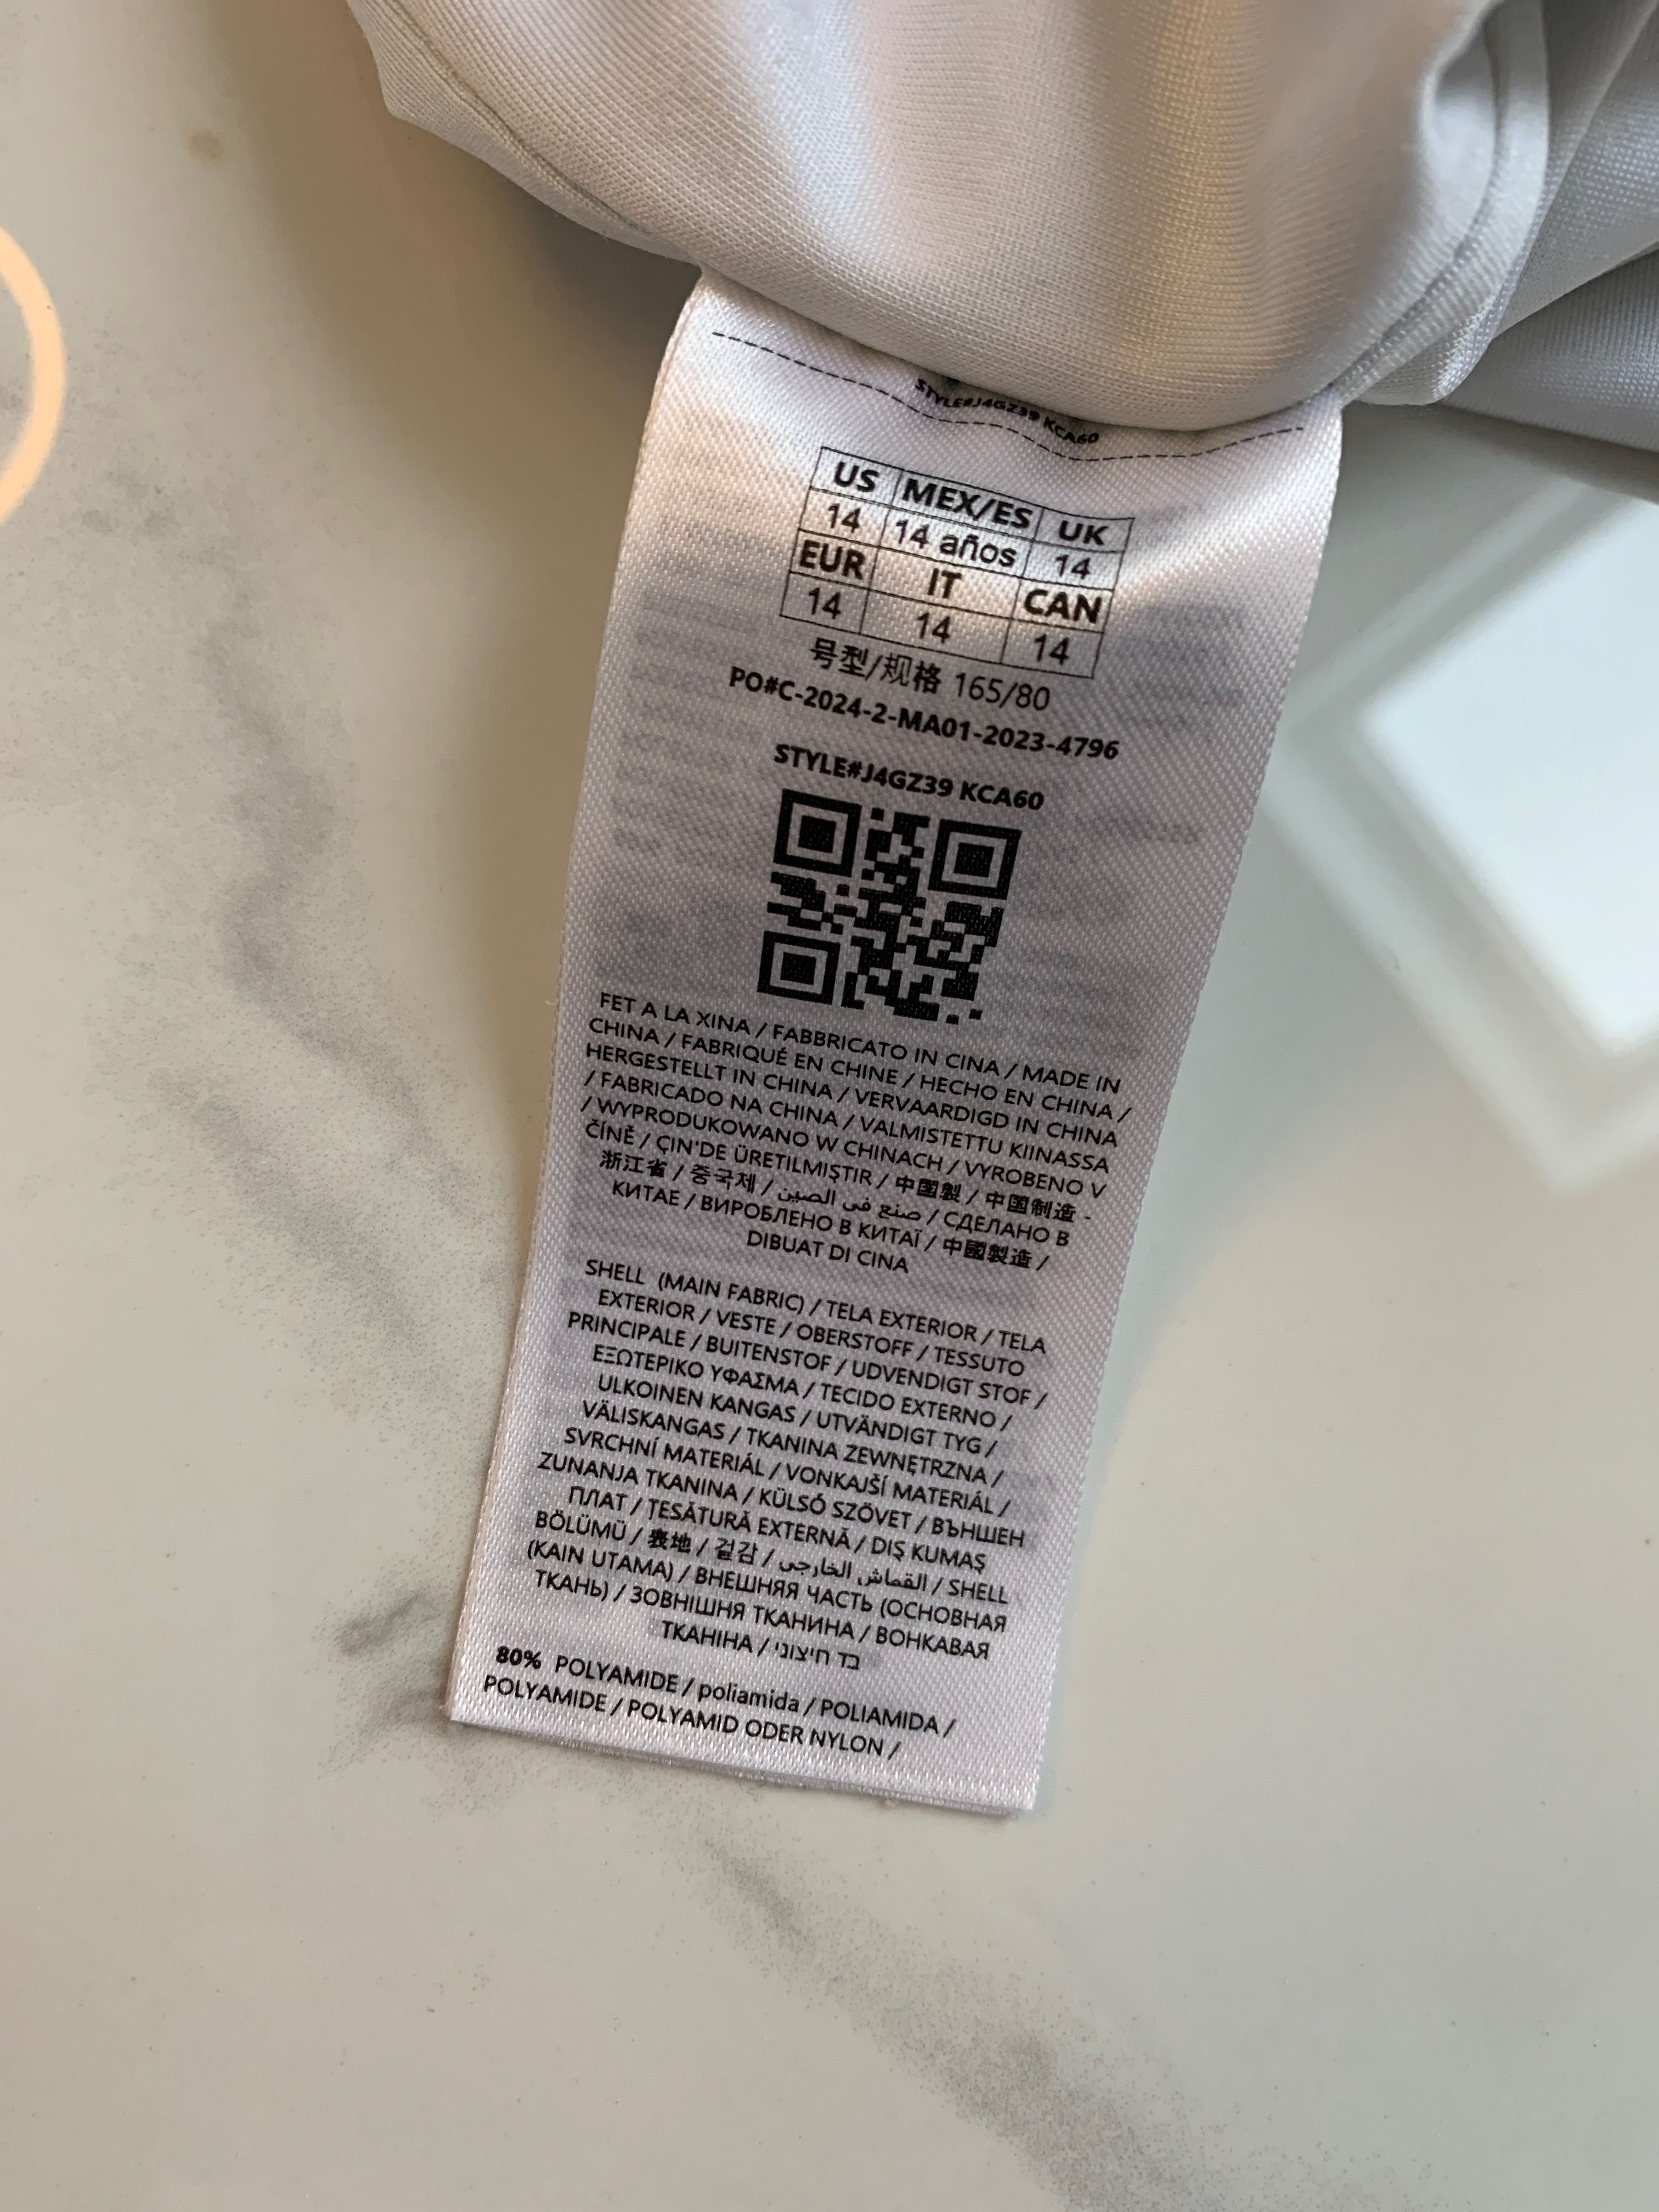 STYLE#J4GZ39 KCA60
US MEX/ES UK
14 14 años 14
EUR IT CAN
14 14 14
号型/规格 165/80
PO#C-2024-2-MA01-2023-4796
STYLE#J4GZ39 KCA60
FET A LA XINA / FABBRICATO IN CINA / MADE IN
CHINA / FABRIQUÉ EN CHINE / HECHO EN CHINA /
HERGESTELLT IN CHINA / VERVAARDIGD IN CHINA
/ FABRICADO NA CHINA / VALMISTETTU KIINASSA
/ WYPRODUKOWANO W CHINACH / VYROBENO V
ČÍNĚ / ÇIN'DE ÜRETILMIŞTIR / 中國製 / 中国制造 -
浙江省 / 중국제 / صنع في الصين / СДЕЛАНО В
КИТАЕ / ВИРОБЛЕНО В КИТАЇ / 中國製造 /
DIBUAT DI CINA
SHELL (MAIN FABRIC) / TELA EXTERIOR / TELA
EXTERIOR / VESTE / OBERSTOFF / TESSUTO
PRINCIPALE / BUITENSTOF / UDVENDIGT STOF /
ΕΞΩΤΕΡΙΚΟ ΥΦΑΣΜΑ / TECIDO EXTERNO /
ULKOINEN KANGAS / UTVÄNDIGT TYG /
VÄLISKANGAS / TKANINA ZEWNĘTRZNA /
SVRCHNÍ MATERIÁL / VONKAJŠÍ MATERIÁL /
ZUNANJA TKANINA / KÜLSÓ SZÖVET / ВЪНШЕН
ПЛАТ / ȚESĂTURĂ EXTERNĂ / DIŞ KUMAŞ
BÖLÜMÜ / 表地 / 겉감 / القماش الخارجي / SHELL
(KAIN UTAMA) / ВНЕШНЯЯ ЧАСТЬ (ОСНОВНАЯ
ТКАНЬ) / ЗОВНІШНЯ ТКАНИНА / ВОНКАВАЯ
ТКАНІНА / בד חיצוני
80% POLYAMIDE / poliamida / POLIAMIDA /
POLYAMIDE / POLYAMID ODER NYLON /